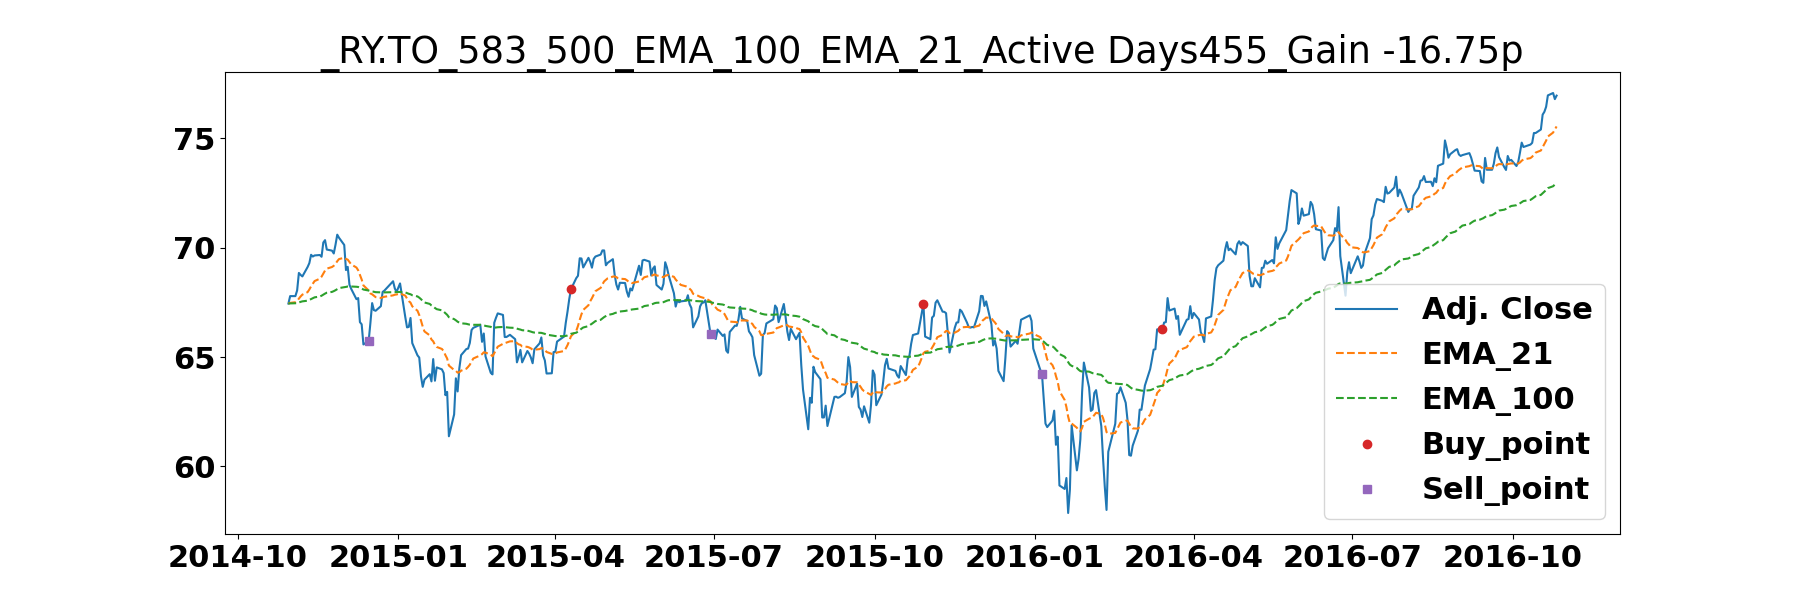 _RY.TO_583_500_EMA_100_EMA_21_Active Days455_Gain -16.75p
75
70
65
60
2014-10 2015-01 2015-04 2015-07 2015-10 2016-01 2016-04 2016-07 2016-10
Adj. Close
EMA_21
EMA_100
Buy_point
Sell_point